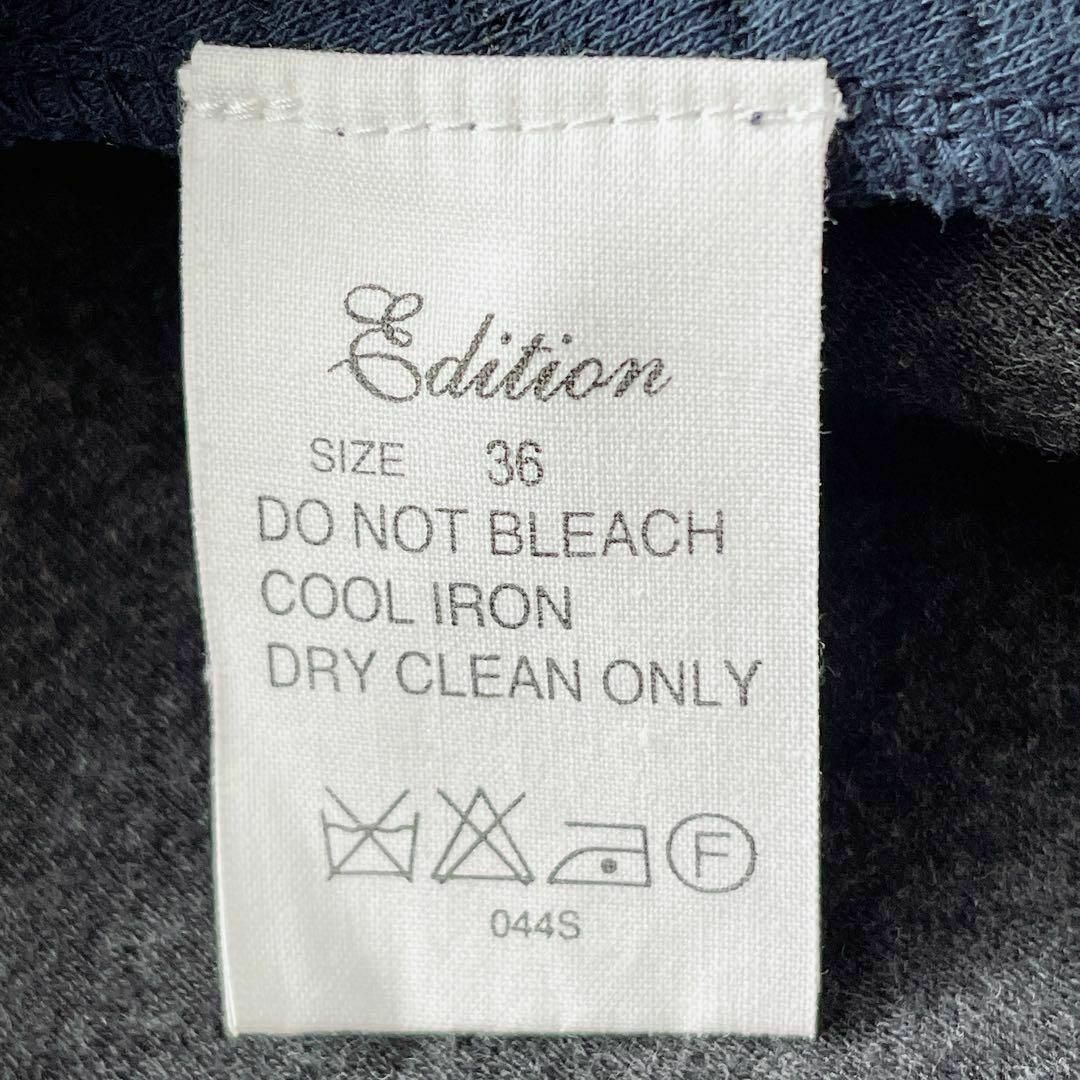 Edition
SIZE 36
DO NOT BLEACH
COOL IRON
DRY CLEAN ONLY
F
044S